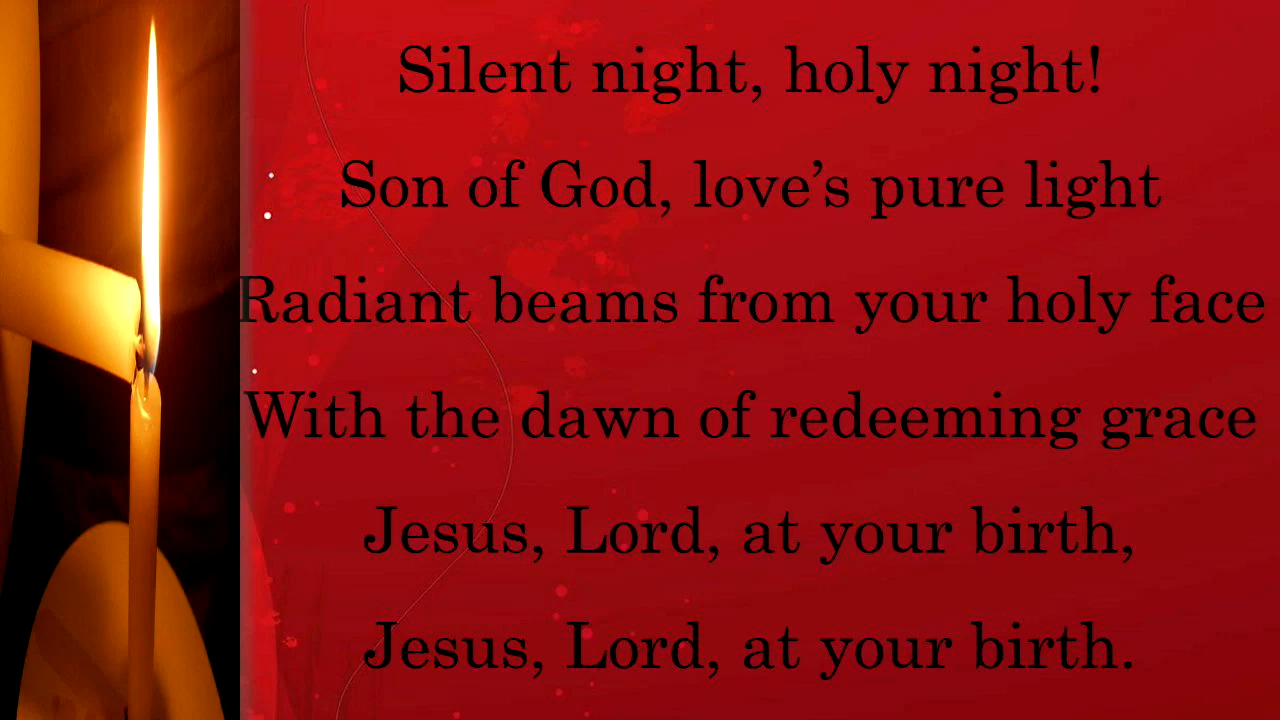 Silent night, holy night!
Son of God, love’s pure light
Radiant beams from your holy face
With the dawn of redeeming grace
Jesus, Lord, at your birth,
Jesus, Lord, at your birth.